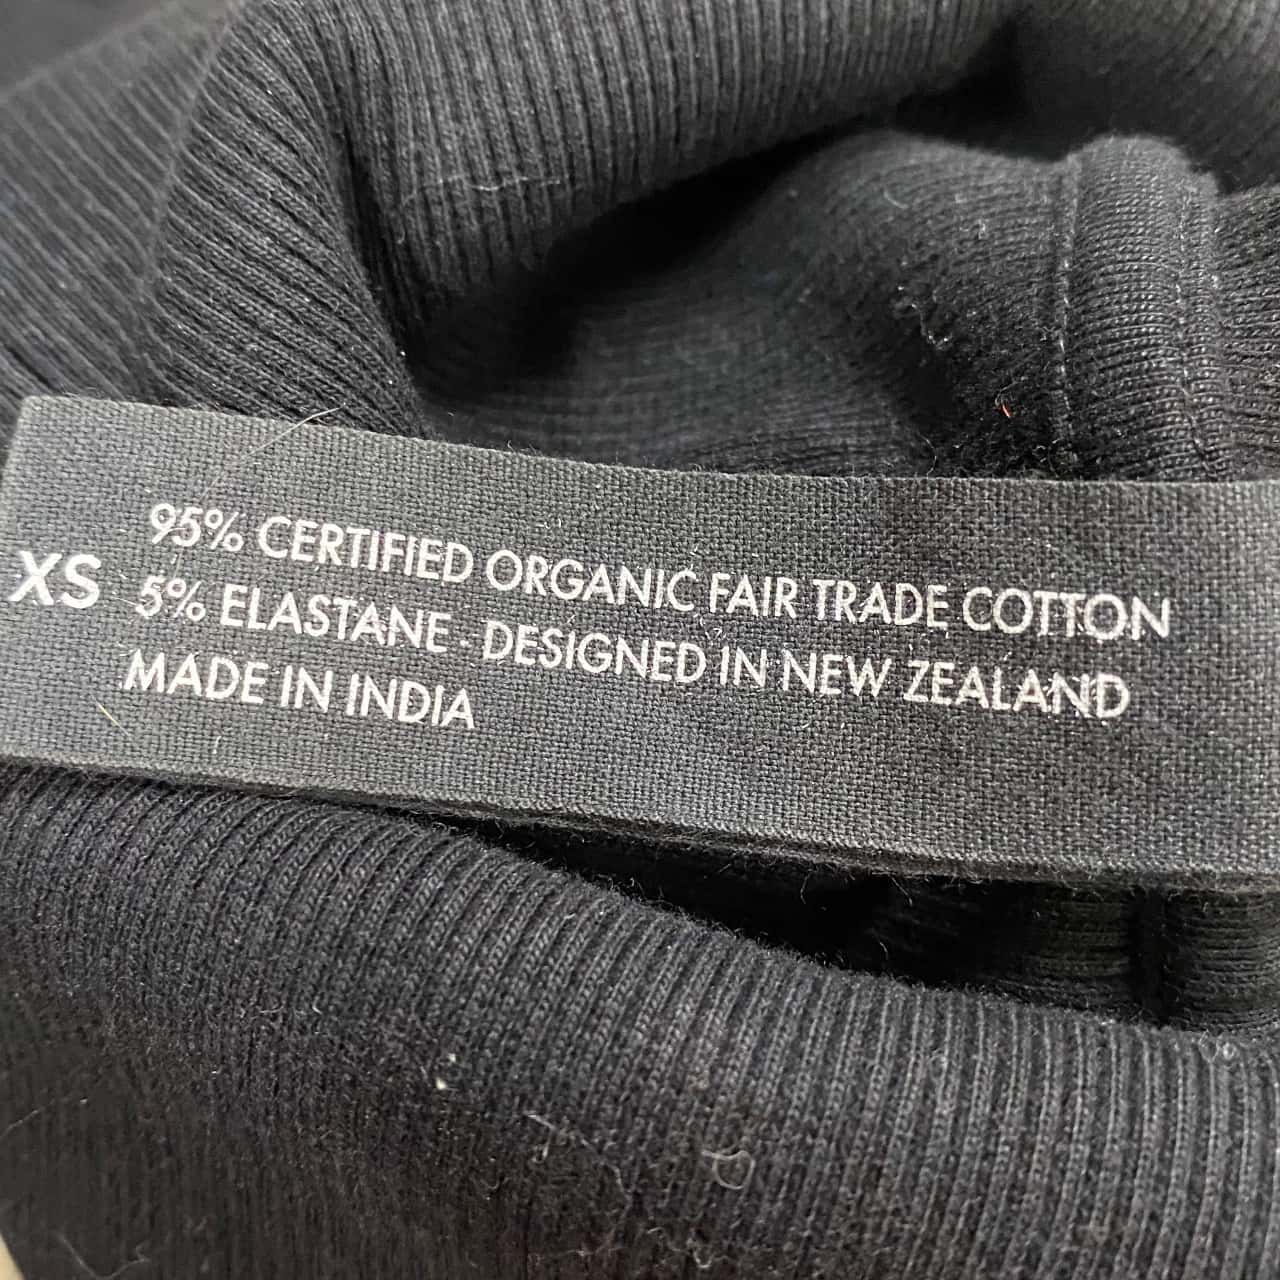 95% CERTIFIED ORGANIC FAIR TRADE COTTON
XS 5% ELASTANE - DESIGNED IN NEW ZEALAND
MADE IN INDIA